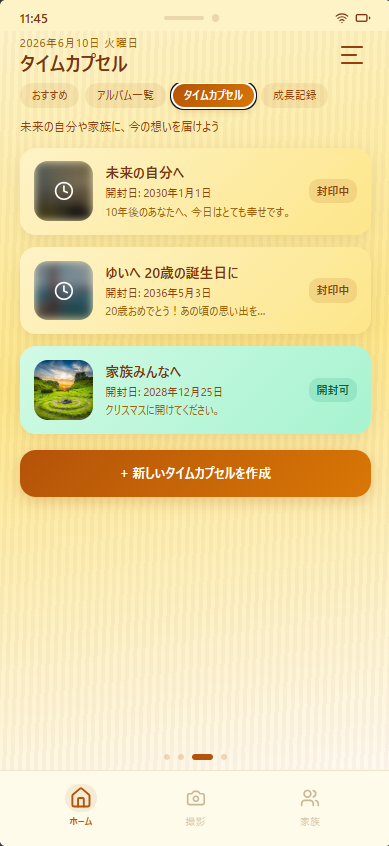 11:45
2026年6月10日 火曜日
タイムカプセル
おすすめ
アルバム一覧
タイムカプセル
成長記録
未来の自分や家族に、今の想いを届けよう
未来の自分へ
開封日: 2030年1月1日
10年後のあなたへ、今日はとても幸せです。
封印中
ゆいへ 20歳の誕生日に
開封日: 2036年5月3日
20歳おめでとう！あの頃の思い出を...
封印中
家族みんなへ
開封日: 2028年12月25日
クリスマスに開けてください。
開封可
+ 新しいタイムカプセルを作成
ホーム
撮影
家族